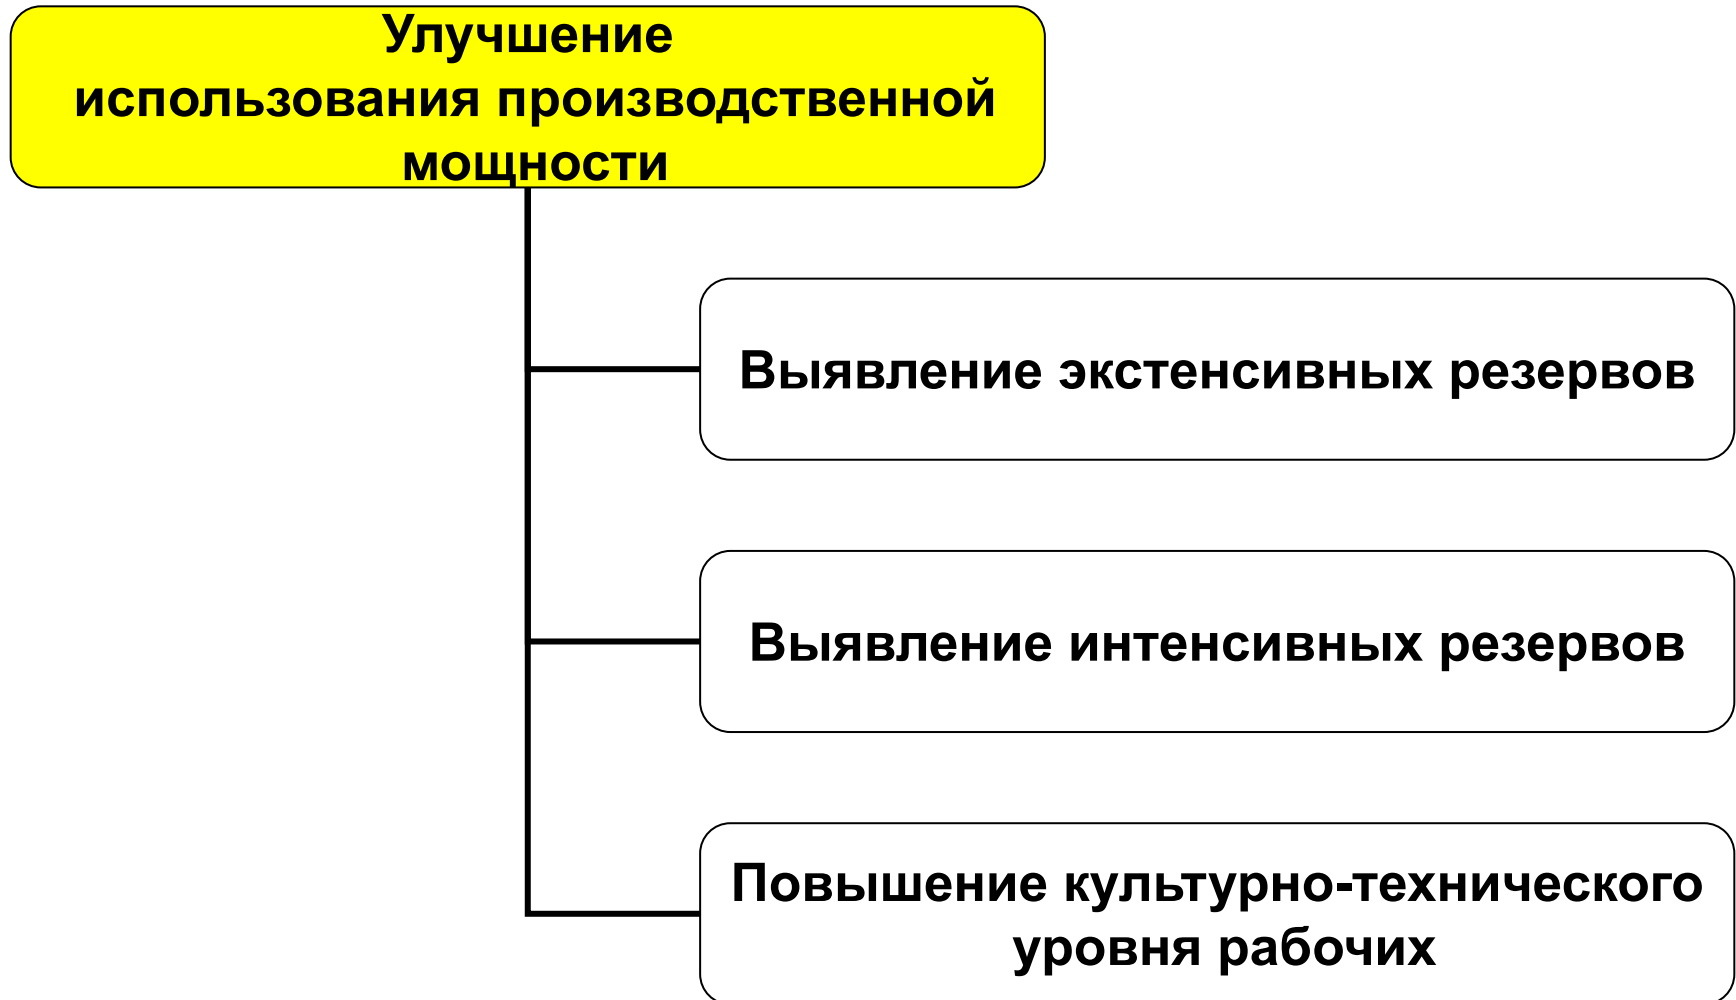 Улучшение
использования производственной
мощности
Выявление экстенсивных резервов
Выявление интенсивных резервов
Повышение культурно-технического
уровня рабочих